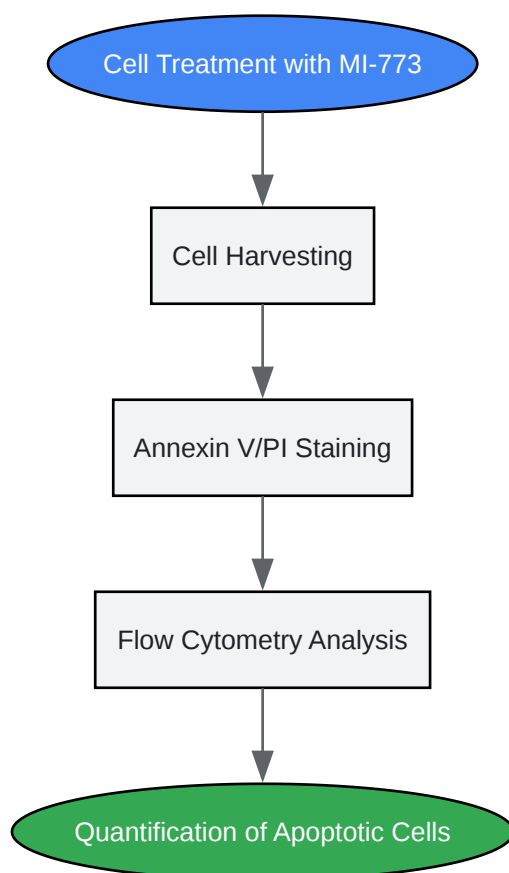 Cell Treatment with MI-773
Cell Harvesting
Annexin V/PI Staining
Flow Cytometry Analysis
Quantification of Apoptotic Cells